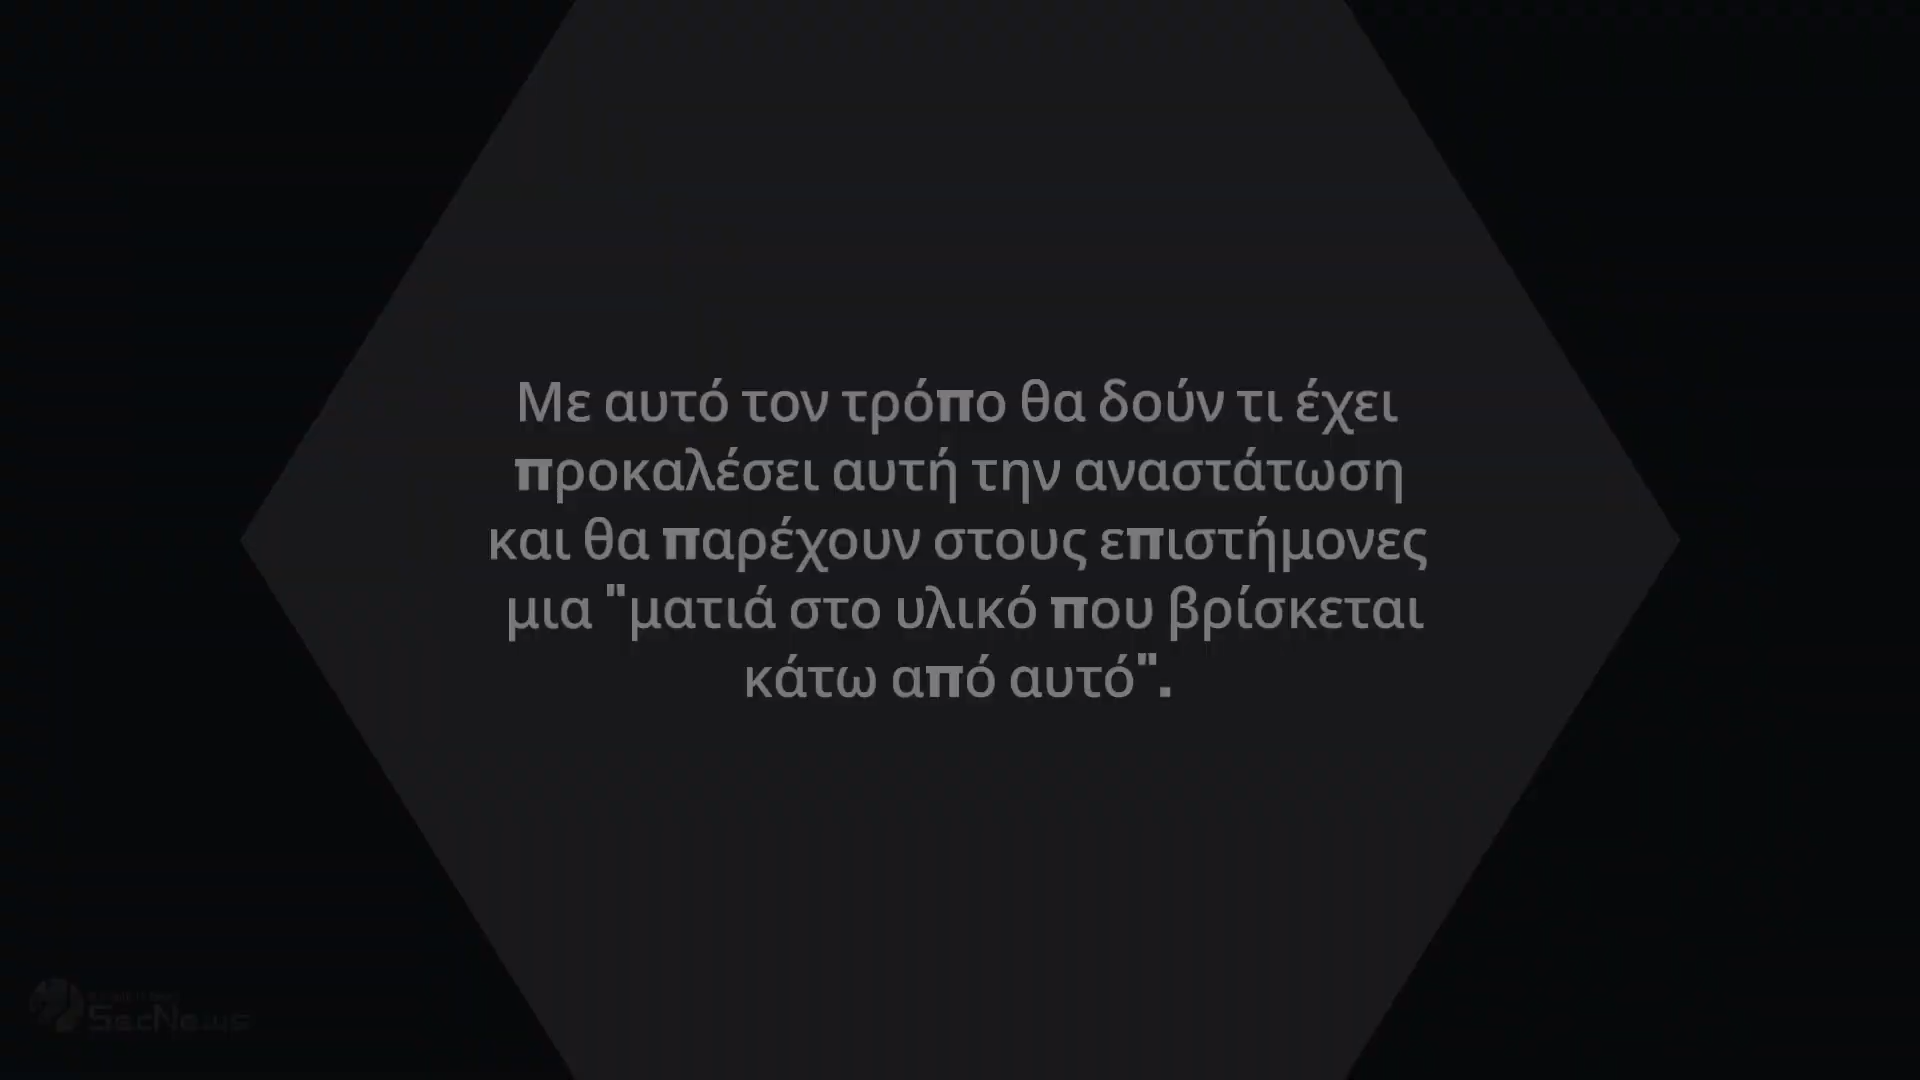 Με αυτό τον τρόπο θα δούν τι έχει
προκαλέσει αυτή την αναστάτωση
και θα παρέχουν στους επιστήμονες
μια "ματιά στο υλικό που βρίσκεται
κάτω από αυτό".
SecNews